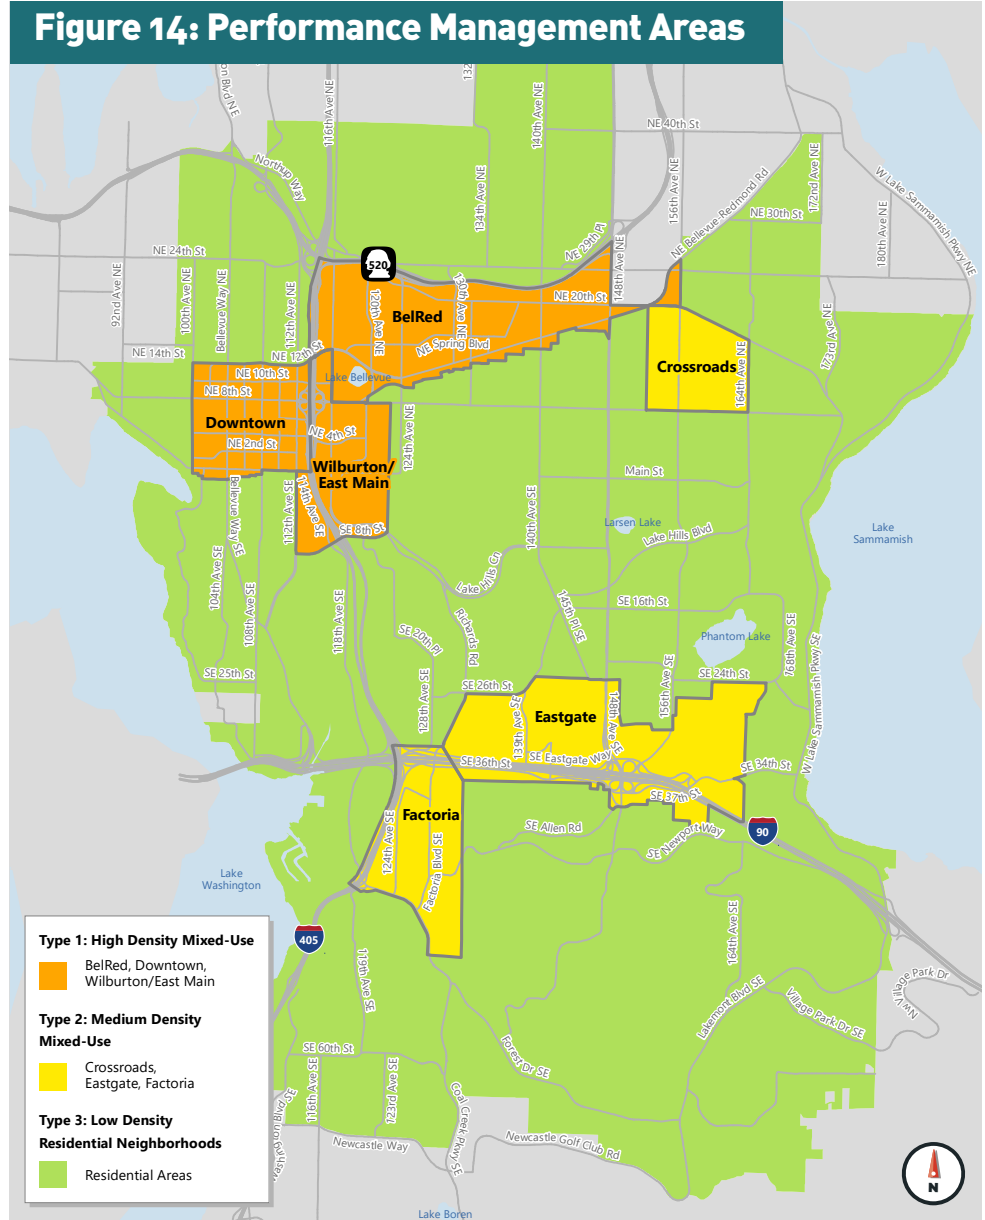 Figure 14: Performance Management Areas
132
on Blvd NE
116th Ave NE
140th Ave NE
NE 40th St
Northup Way
134th Ave NE
156th Ave NE
172nd Ave NE
W Lake Sammamish Pkwy NE
NE Bellevue-Redmond Rd
NE 30th St
180th Ave NE
NE 24th St
NE 29th Pl
148th Ave NE
520
92nd Ave NE
100th Ave NE
Bellevue Way NE
112th Ave NE
120th Ave NE
130th Ave NE
NE 20th St
BelRed
NE Spring Blvd
173rd Ave NE
NE 14th St
NE 12th St
Crossroads
164th Ave NE
NE 10th St
Lake Bellevue
NE 8th St
Downtown
NE 4th St
124th Ave NE
NE 2nd St
Wilburton/
East Main
Main St
Bellevue Way SE
112th Ave SE
114th Ave SE
SE 8th St
140th Ave SE
Larsen Lake
Lake Hills Blvd
Lake
Sammamish
104th Ave SE
108th Ave SE
118th Ave SE
Lake Hills Cn
145th Pl SE
SE 16th St
Richards Rd
SE 20th Pl
Phantom Lake
768th Ave SE
W Lake Sammamish Pkwy SE
SE 25th St
128th Ave SE
SE 26th St
156th Ave SE
SE 24th St
139th Ave SE
Eastgate
148th Ave SE
SE 36th St
SE Eastgate Way
SE 34th St
SE 37th St
Factoria
124th Ave SE
Factoria Blvd SE
SE Allen Rd
SE Newport Way
90
Lake
Washington
405
164th Ave SE
119th Ave SE
Village Park Dr
NW Villag
Lakemont Blvd SE
Village Park Dr SE
Forest Dr SE
SE 60th St
116th Ave SE
123rd Ave SE
Coal Creek Pkwy SE
Newcastle Way
Newcastle Golf Club Rd
Lake Boren
Type 1: High Density Mixed-Use
BelRed, Downtown,
Wilburton/East Main
Type 2: Medium Density
Mixed-Use
Crossroads,
Eastgate, Factoria
Type 3: Low Density
Residential Neighborhoods
Residential Areas
N